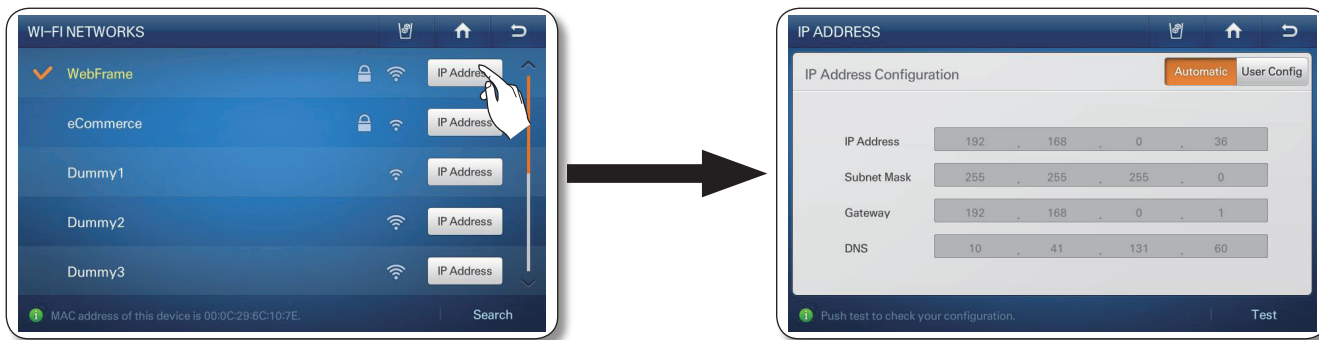 WI-FI NETWORKS
WebFrame IP Address
eCommerce IP Address
Dummy1 IP Address
Dummy2 IP Address
Dummy3 IP Address
MAC address of this device is 00:0C:29:6C:10:7E. Search
IP ADDRESS
IP Address Configuration Automatic User Config
IP Address 192 . 168 . 0 . 36
Subnet Mask 255 . 255 . 255 . 0
Gateway 192 . 168 . 0 . 1
DNS 10 . 41 . 131 . 60
Push test to check your configuration. Test